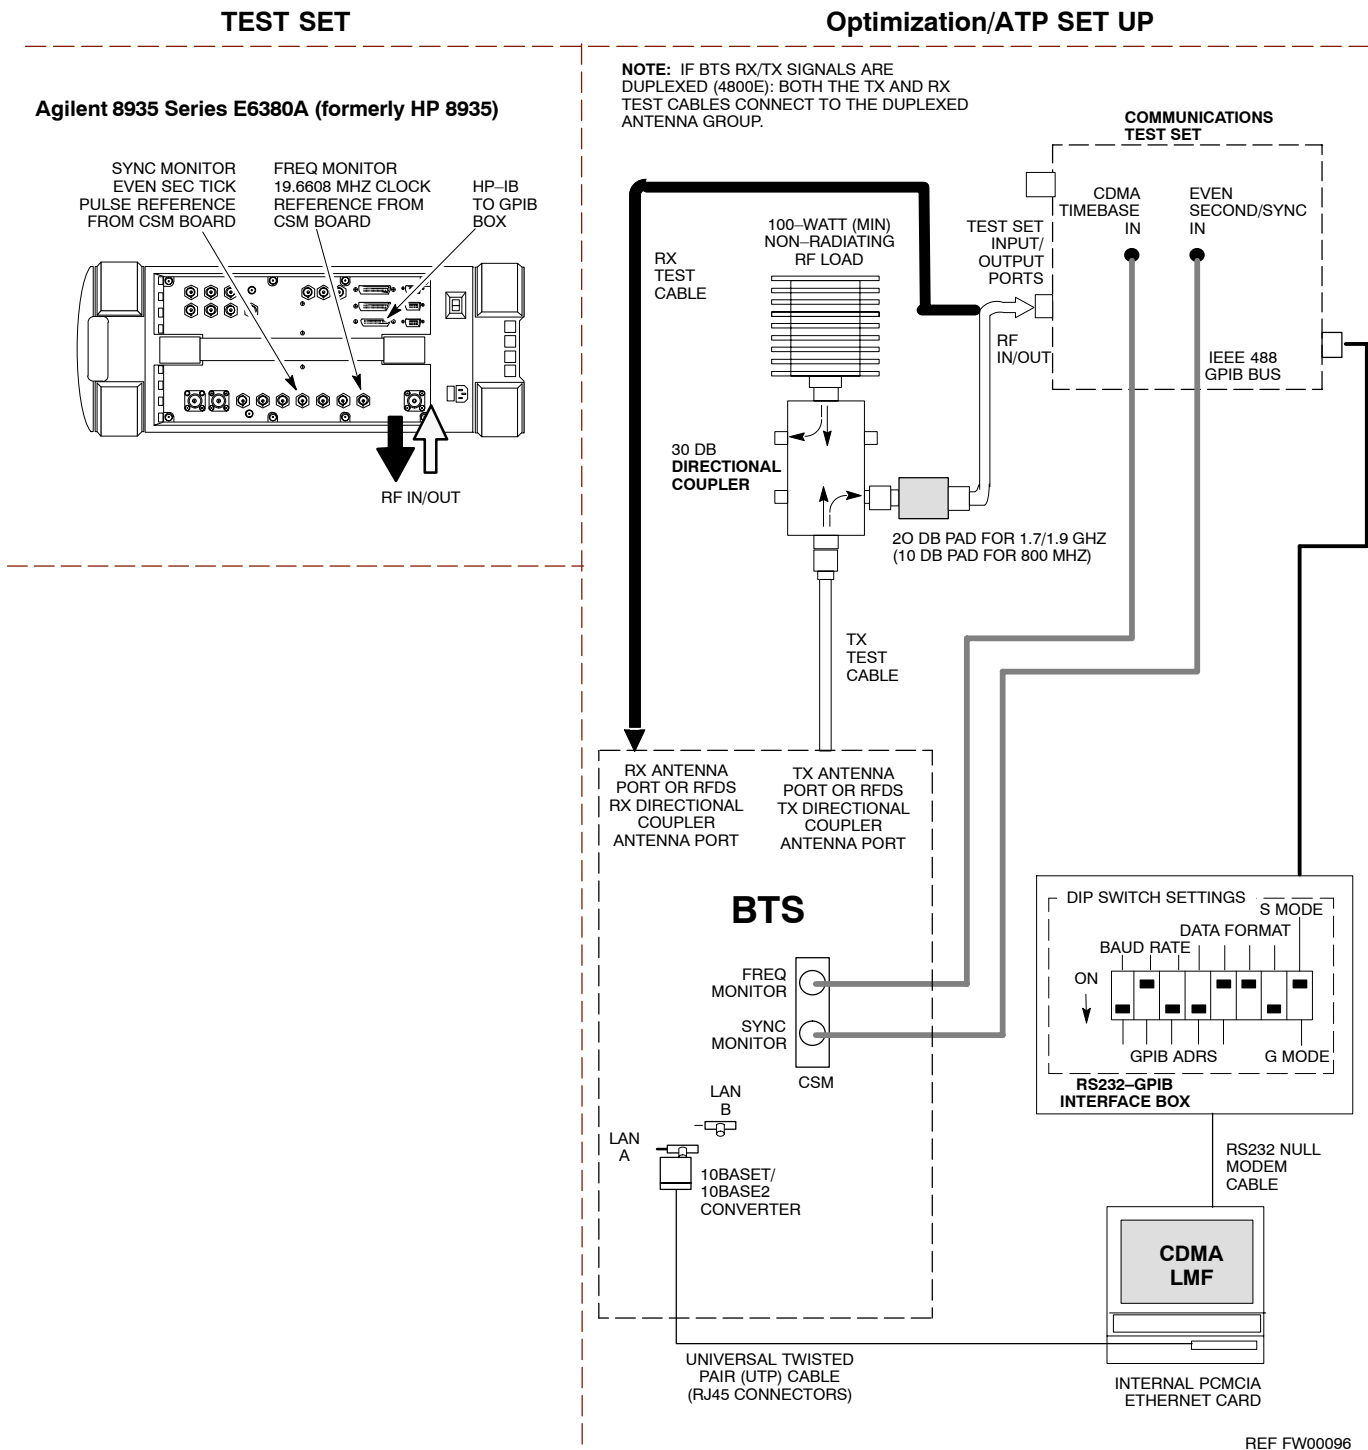 TEST SET
Optimization/ATP SET UP
Agilent 8935 Series E6380A (formerly HP 8935)
SYNC MONITOR
EVEN SEC TICK
PULSE REFERENCE
FROM CSM BOARD
FREQ MONITOR
19.6608 MHZ CLOCK
REFERENCE FROM
CSM BOARD
HP–IB
TO GPIB
BOX
RF IN/OUT
NOTE: IF BTS RX/TX SIGNALS ARE
DUPLEXED (4800E): BOTH THE TX AND RX
TEST CABLES CONNECT TO THE DUPLEXED
ANTENNA GROUP.
COMMUNICATIONS
TEST SET
CDMA
TIMEBASE
IN
EVEN
SECOND/SYNC
IN
TEST SET
INPUT/
OUTPUT
PORTS
RX
TEST
CABLE
100–WATT (MIN)
NON–RADIATING
RF LOAD
RF
IN/OUT
IEEE 488
GPIB BUS
30 DB
DIRECTIONAL
COUPLER
2O DB PAD FOR 1.7/1.9 GHZ
(10 DB PAD FOR 800 MHZ)
TX
TEST
CABLE
RX ANTENNA
PORT OR RFDS
RX DIRECTIONAL
COUPLER
ANTENNA PORT
TX ANTENNA
PORT OR RFDS
TX DIRECTIONAL
COUPLER
ANTENNA PORT
BTS
FREQ
MONITOR
SYNC
MONITOR
CSM
LAN
B
LAN
A
10BASET/
10BASE2
CONVERTER
DIP SWITCH SETTINGS
S MODE
DATA FORMAT
BAUD RATE
ON
GPIB ADRS
G MODE
RS232–GPIB
INTERFACE BOX
RS232 NULL
MODEM
CABLE
CDMA
LMF
UNIVERSAL TWISTED
PAIR (UTP) CABLE
(RJ45 CONNECTORS)
INTERNAL PCMCIA
ETHERNET CARD
REF FW00096